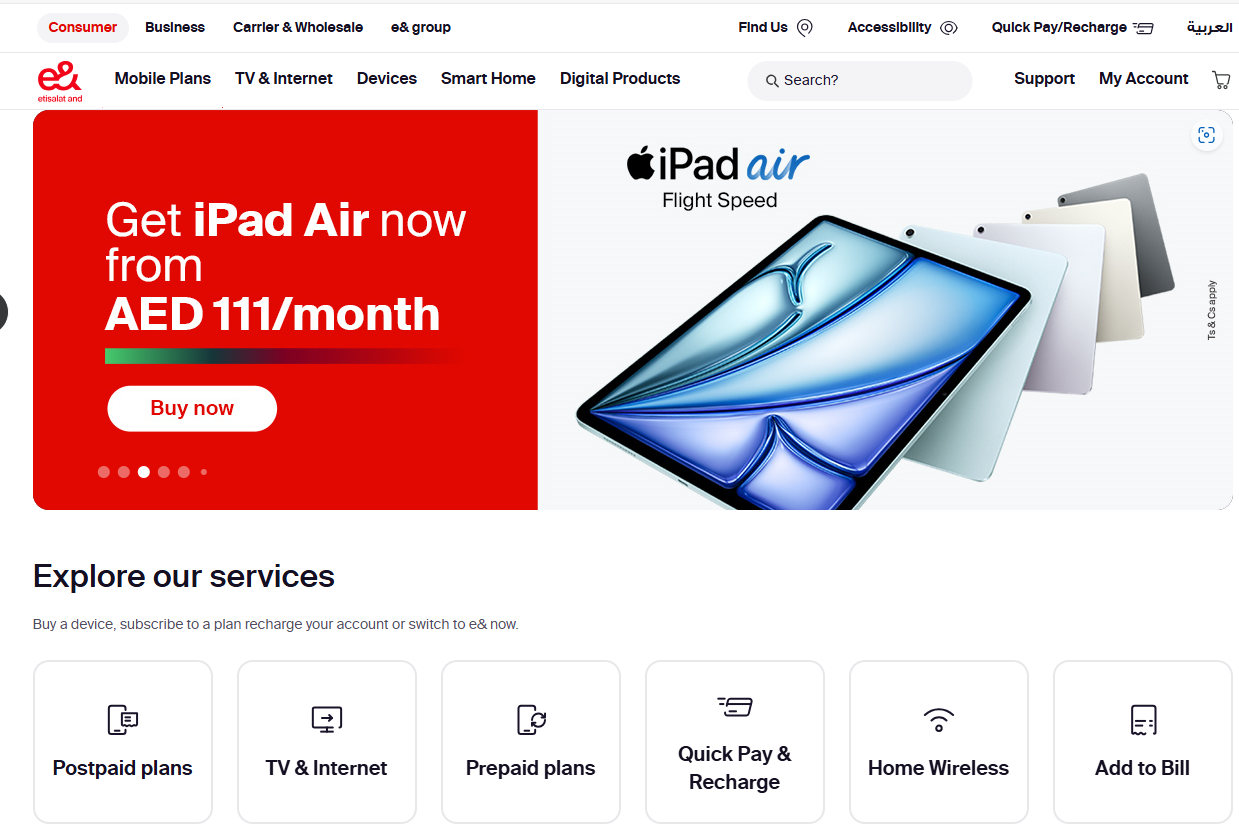 Consumer
Business
Carrier & Wholesale
e& group
Find Us
Accessibility
Quick Pay/Recharge
العربية
e&
etisalat and
Mobile Plans
TV & Internet
Devices
Smart Home
Digital Products
Search?
Support
My Account
Get iPad Air now
from
AED 111/month
Buy now
iPad air
Flight Speed
Ts & Cs apply
Explore our services
Buy a device, subscribe to a plan recharge your account or switch to e& now.
Postpaid plans
TV & Internet
Prepaid plans
Quick Pay &
Recharge
Home Wireless
Add to Bill